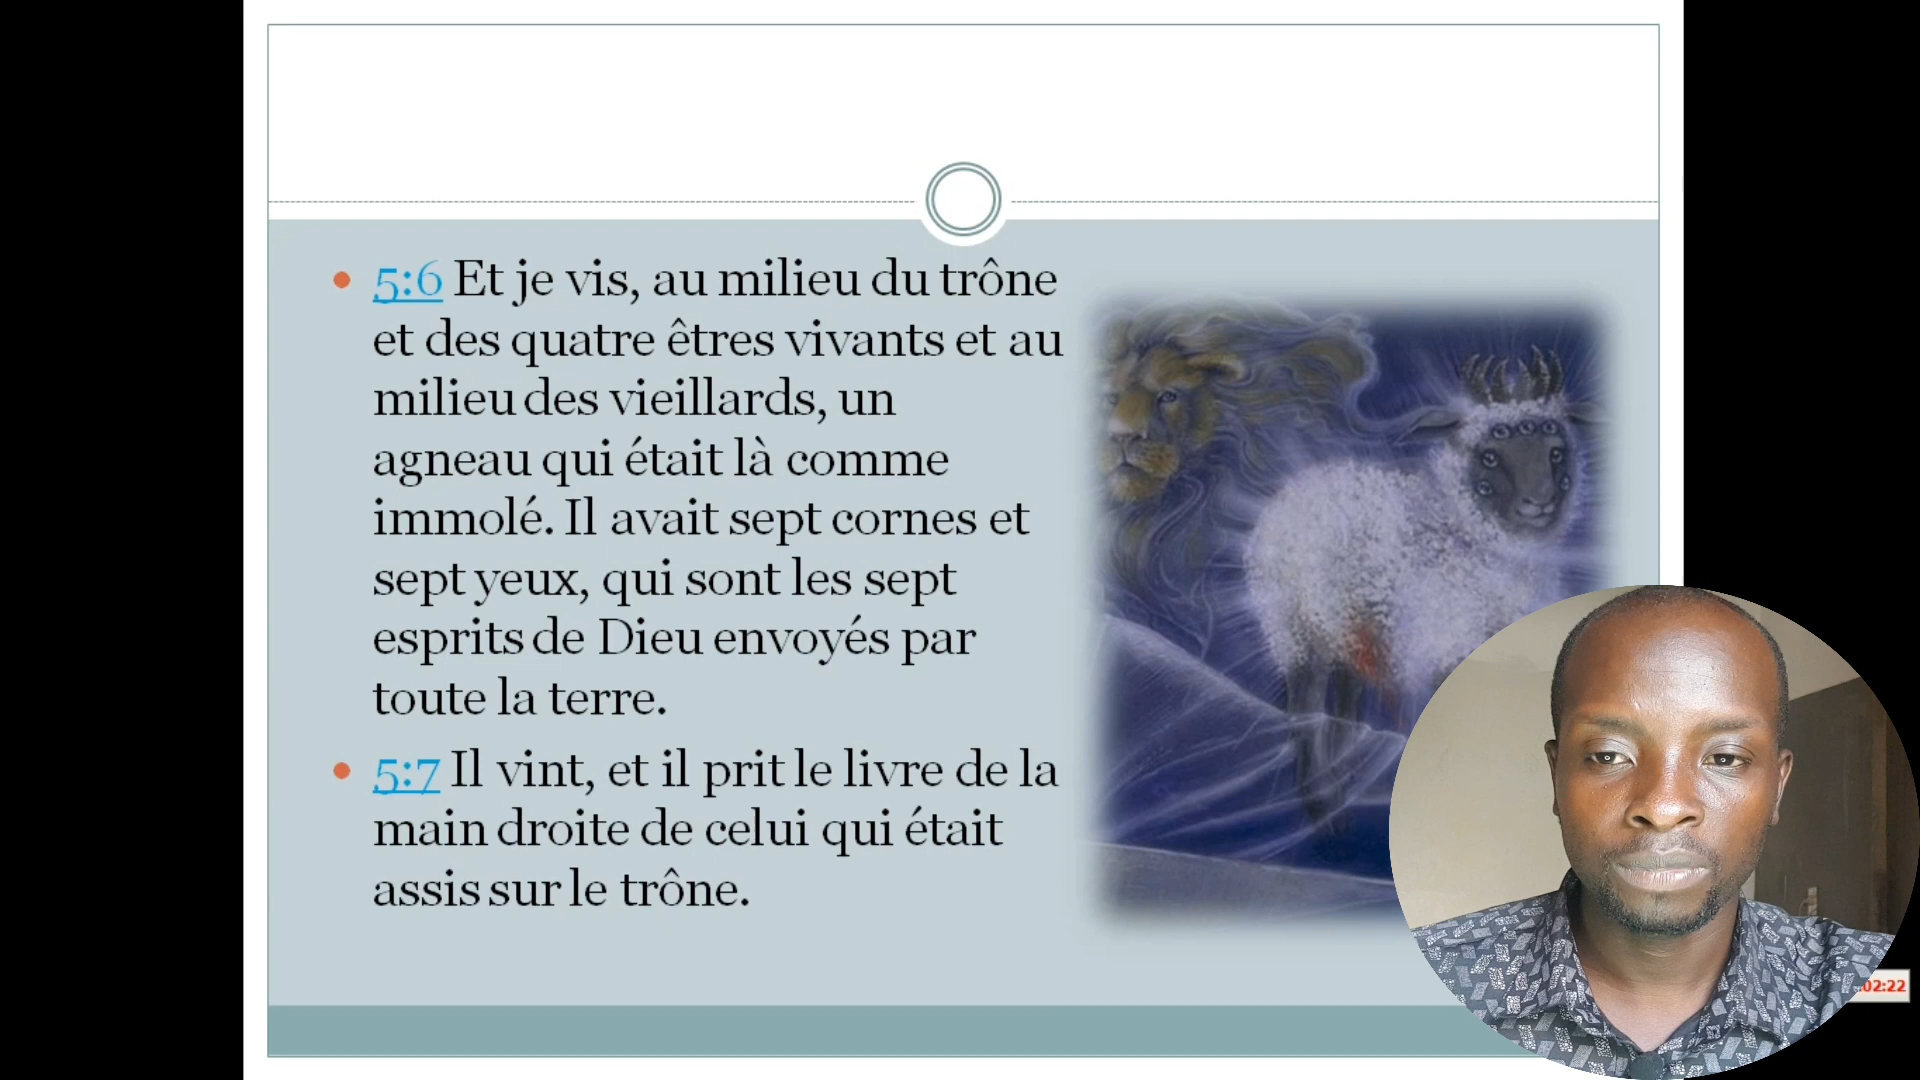 5:6 Et je vis, au milieu du trône
et des quatre êtres vivants et au
milieu des vieillards, un
agneau qui était là comme
immolé. Il avait sept cornes et
sept yeux, qui sont les sept
esprits de Dieu envoyés par
toute la terre.
5:7 Il vint, et il prit le livre de la
main droite de celui qui était
assis sur le trône.
:02:22